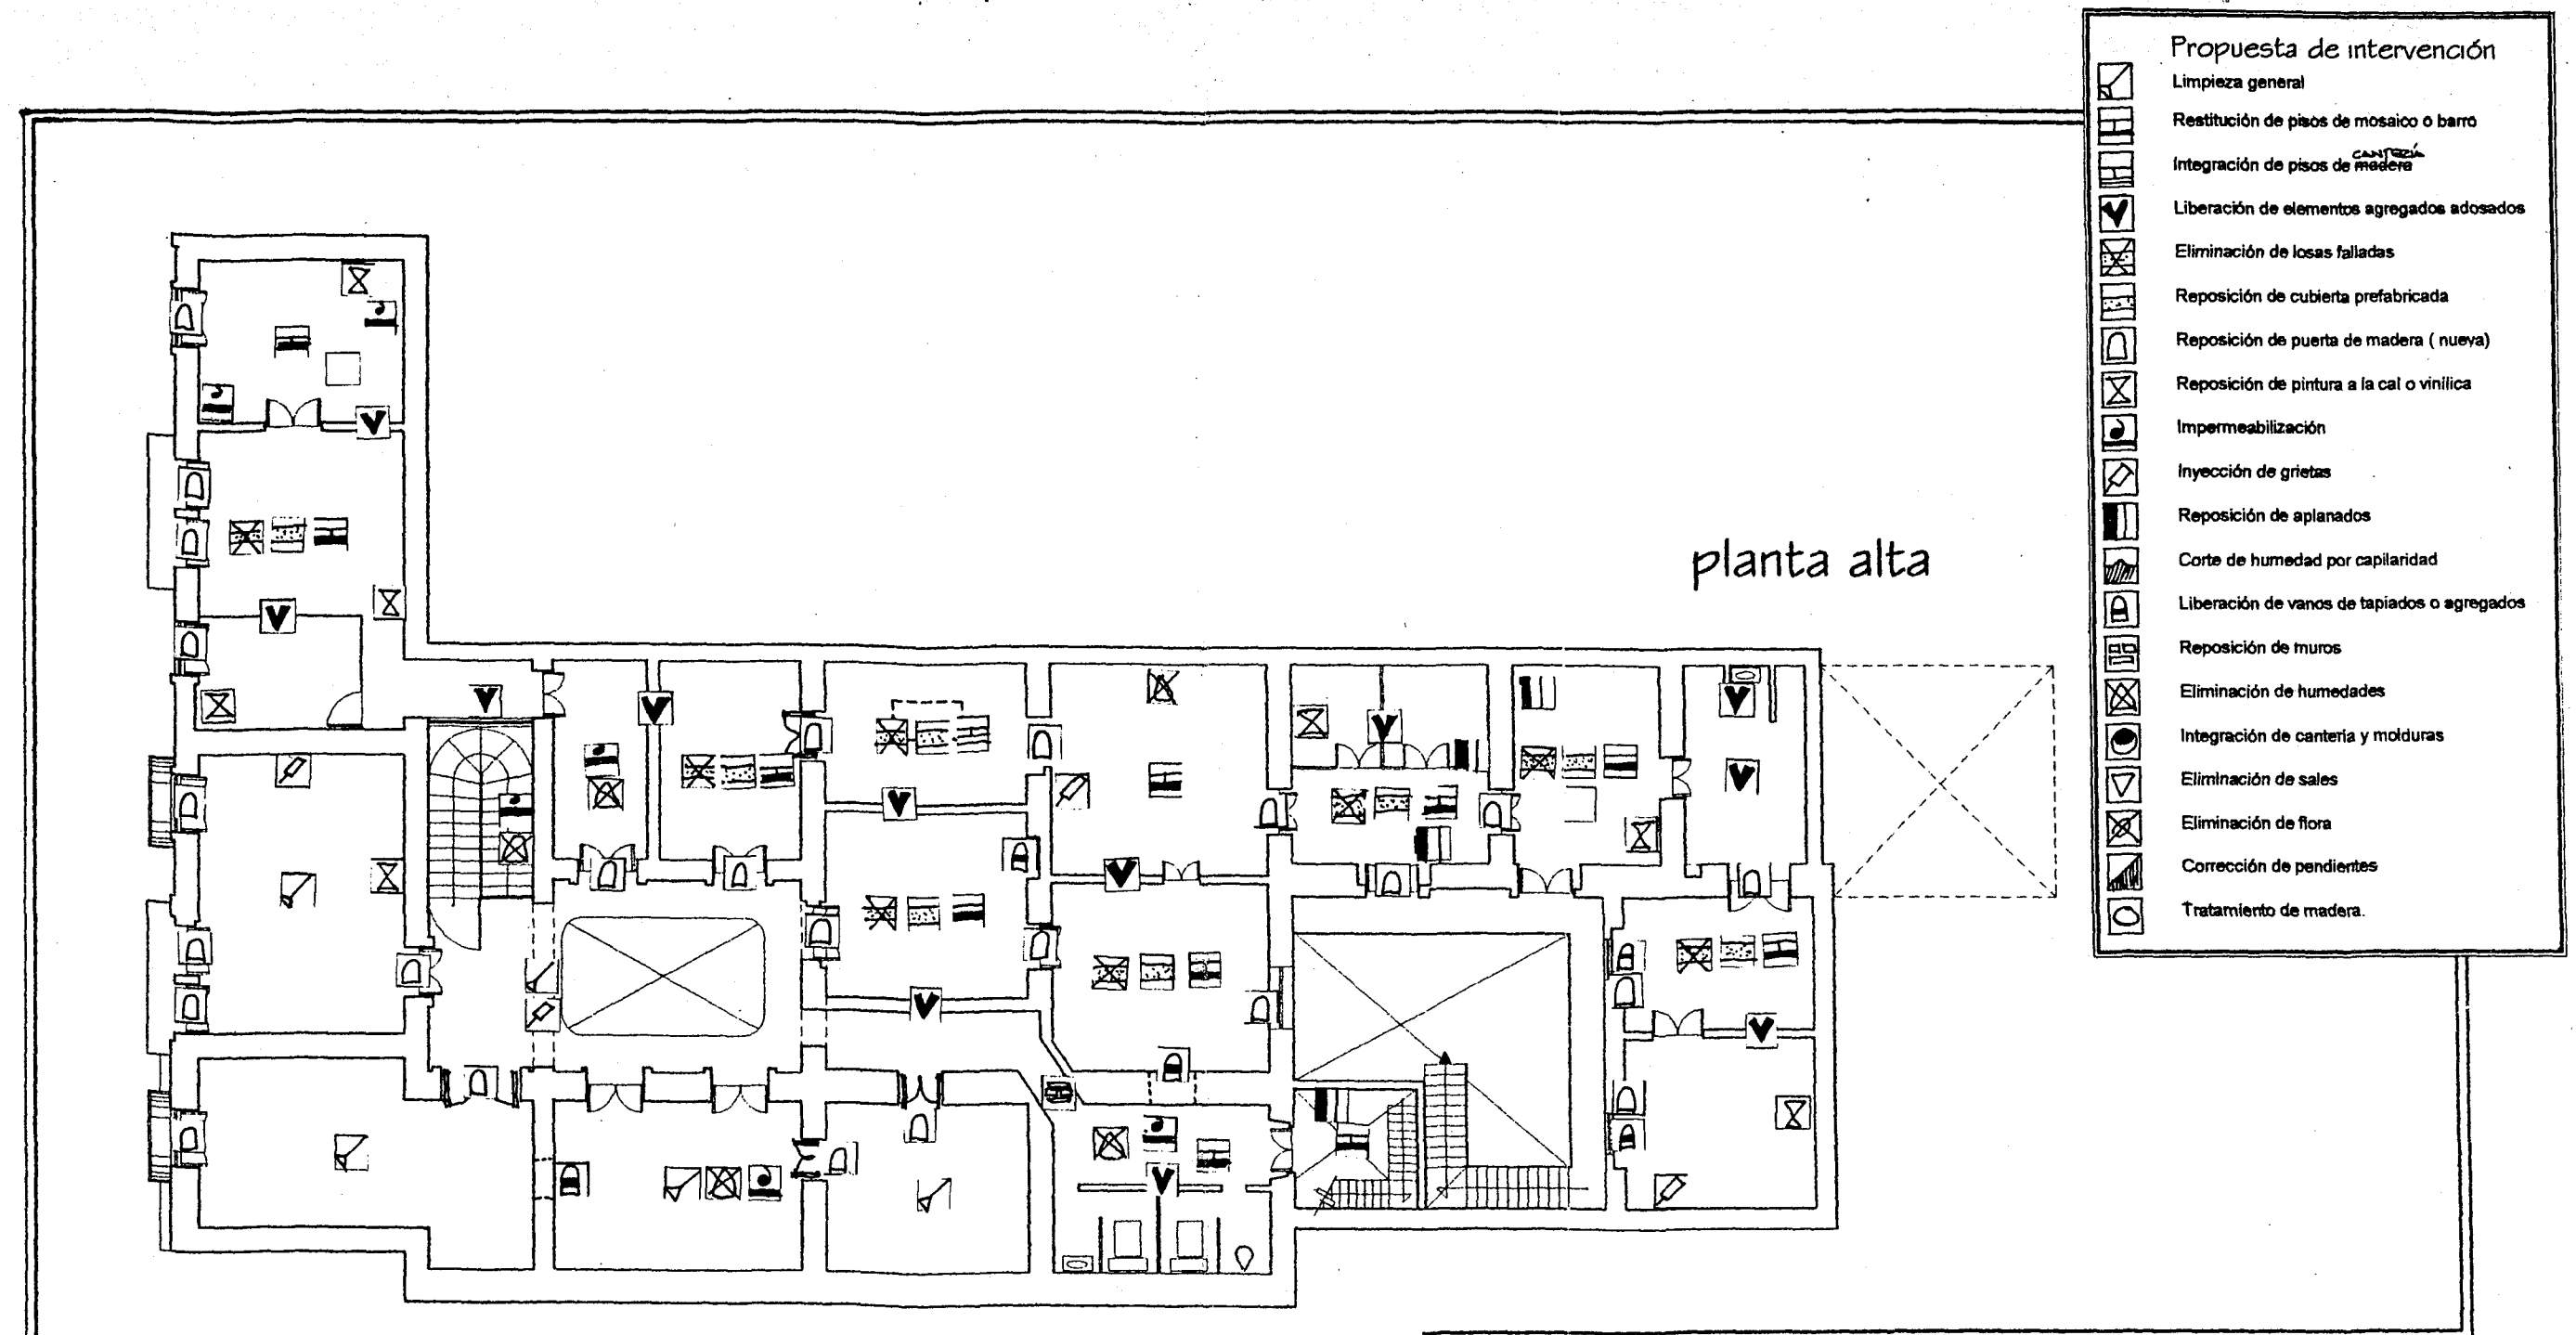 Propuesta de intervención
Limpieza general
Restitución de pisos de mosaico o barro
CANTERÍA
Integración de pisos de madera
Liberación de elementos agregados adosados
Eliminación de losas falladas
Reposición de cubierta prefabricada
Reposición de puerta de madera ( nueva)
Reposición de pintura a la cal o vinílica
Impermeabilización
Inyección de grietas
Reposición de aplanados
Corte de humedad por capilaridad
Liberación de vanos de tapiados o agregados
Reposición de muros
Eliminación de humedades
Integración de cantería y molduras
Eliminación de sales
Eliminación de flora
Corrección de pendientes
Tratamiento de madera.
planta alta